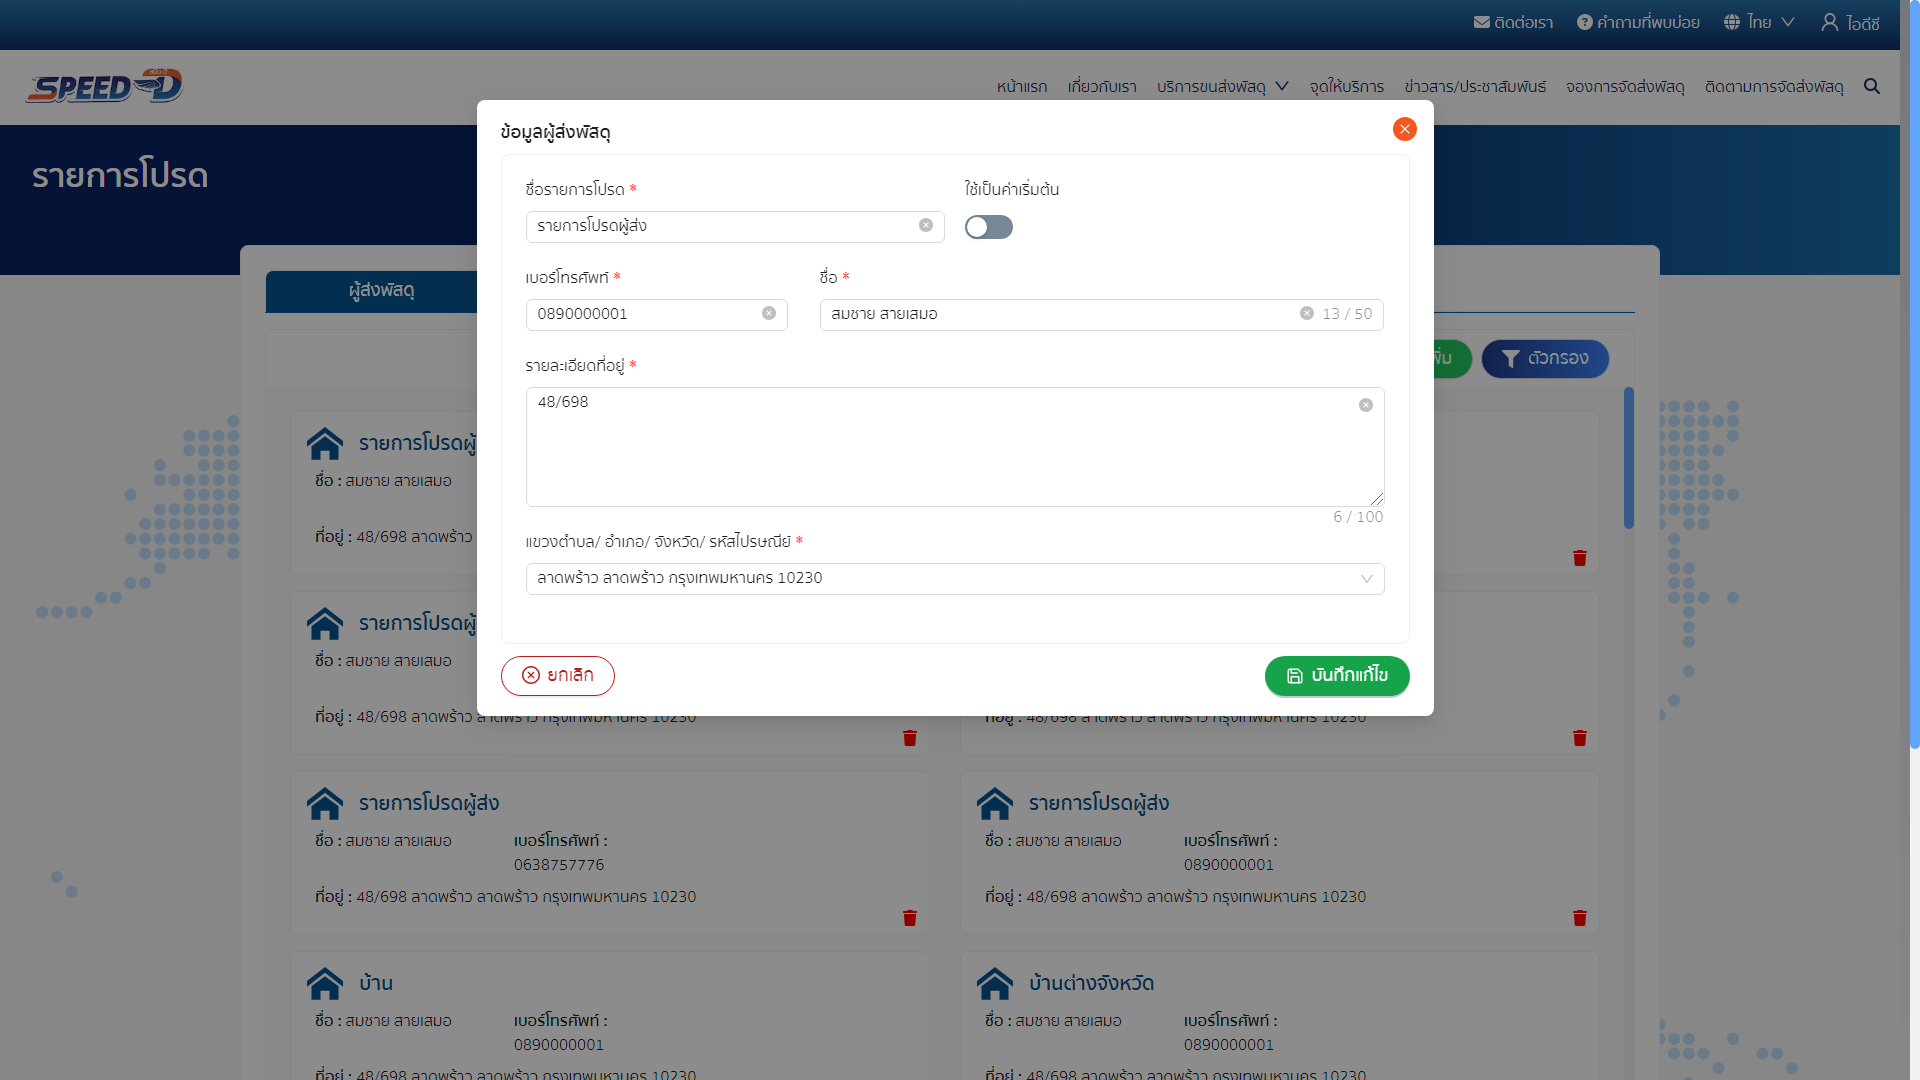 ติดต่อเรา คำถามที่พบบ่อย ไทย ไอดีซี
SPEED-D หน้าแรก เกี่ยวกับเรา บริการขนส่งพัสดุ จุดให้บริการ ข่าวสาร/ประชาสัมพันธ์ จองการจัดส่งพัสดุ ติดตามการจัดส่งพัสดุ
รายการโปรด
ผู้ส่งพัสดุ
ตัวกรอง
ข้อมูลผู้ส่งพัสดุ
ชื่อรายการโปรด * ใช้เป็นค่าเริ่มต้น
รายการโปรดผู้ส่ง
เบอร์โทรศัพท์ * ชื่อ *
0890000001 สมชาย สายเสมอ 13 / 50
รายละเอียดที่อยู่ *
48/698
6 / 100
แขวงตำบล/ อำเภอ/ จังหวัด/ รหัสไปรษณีย์ *
ลาดพร้าว ลาดพร้าว กรุงเทพมหานคร 10230
ยกเลิก บันทึกแก้ไข
รายการโปรดผู้
ชื่อ : สมชาย สายเสมอ
ที่อยู่ : 48/698 ลาดพร้าว
รายการโปรดผู้
ชื่อ : สมชาย สายเสมอ
ที่อยู่ : 48/698 ลาดพร้าว ลาดพร้าว กรุงเทพมหานคร 10230
ที่อยู่ : 48/698 ลาดพร้าว ลาดพร้าว กรุงเทพมหานคร 10230
รายการโปรดผู้ส่ง รายการโปรดผู้ส่ง
ชื่อ : สมชาย สายเสมอ เบอร์โทรศัพท์ : ชื่อ : สมชาย สายเสมอ เบอร์โทรศัพท์ :
0638757776 0890000001
ที่อยู่ : 48/698 ลาดพร้าว ลาดพร้าว กรุงเทพมหานคร 10230 ที่อยู่ : 48/698 ลาดพร้าว ลาดพร้าว กรุงเทพมหานคร 10230
บ้าน บ้านต่างจังหวัด
ชื่อ : สมชาย สายเสมอ เบอร์โทรศัพท์ : ชื่อ : สมชาย สายเสมอ เบอร์โทรศัพท์ :
0890000001 0890000001
ที่อยู่ : 48/698 ลาดพร้าว ลาดพร้าว กรุงเทพมหานคร 10230 ที่อยู่ : 48/698 ลาดพร้าว ลาดพร้าว กรุงเทพมหานคร 10230